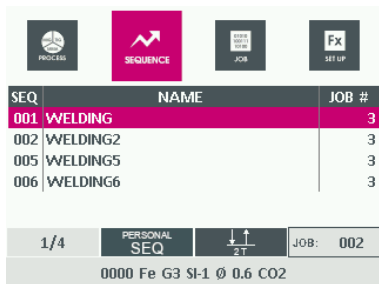 PROCESS SEQUENCE JOB SET UP
SEQ NAME JOB #
001 WELDING 3
002 WELDING2 3
005 WELDING5 3
006 WELDING6 3
1/4 PERSONAL SEQ 2T JOB: 002
0000 Fe G3 SI-1 Ø 0.6 CO2